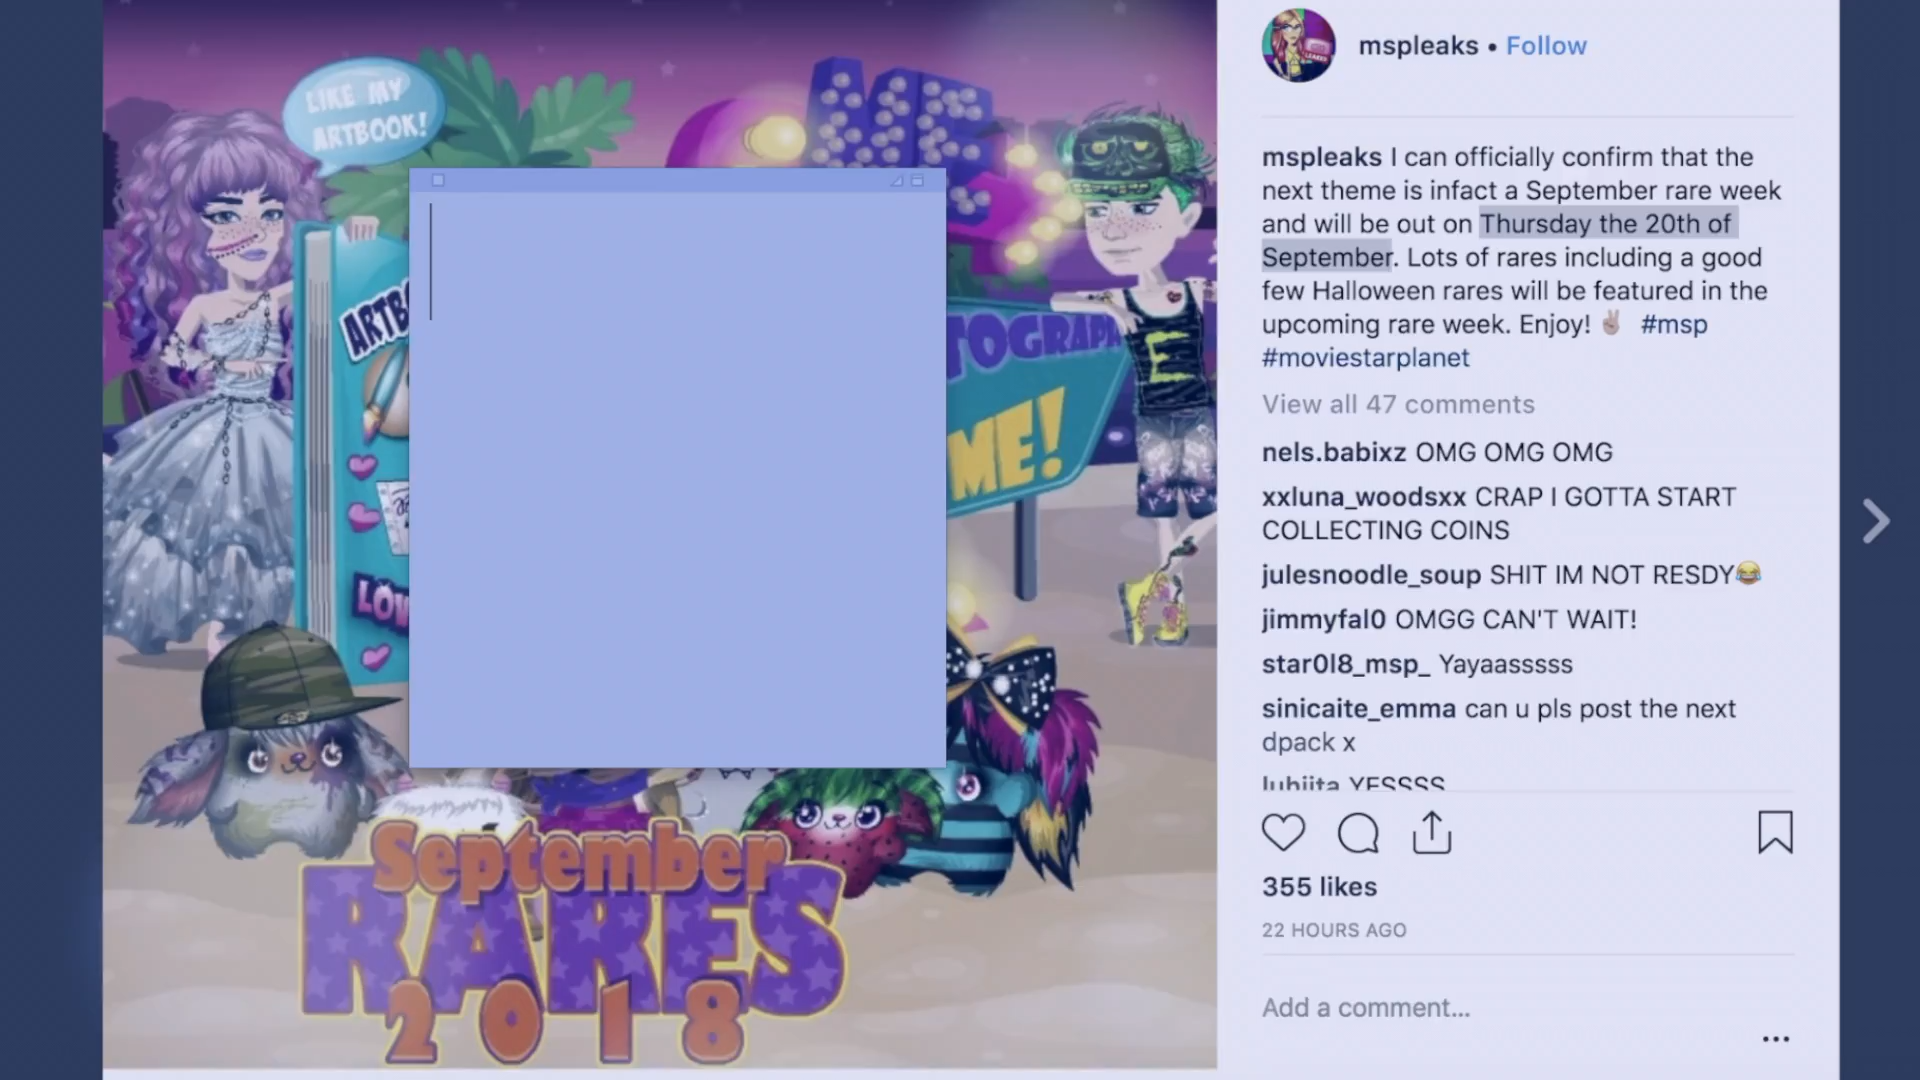 LIKE MY
ARTBOOK!
ME
ARTBO
LOV
TOGRAPH
ME!
E
September
RARES
2018
mspleaks • Follow
mspleaks I can officially confirm that the
next theme is infact a September rare week
and will be out on Thursday the 20th of
September. Lots of rares including a good
few Halloween rares will be featured in the
upcoming rare week. Enjoy! ✌🏼 #msp
#moviestarplanet
View all 47 comments
nels.babixz OMG OMG OMG
xxluna_woodsxx CRAP I GOTTA START
COLLECTING COINS
julesnoodle_soup SHIT IM NOT RESDY😂
jimmyfal0 OMGG CAN'T WAIT!
star0l8_msp_ Yayaasssss
sinicaite_emma can u pls post the next
dpack x
YESSSS
355 likes
22 HOURS AGO
Add a comment...